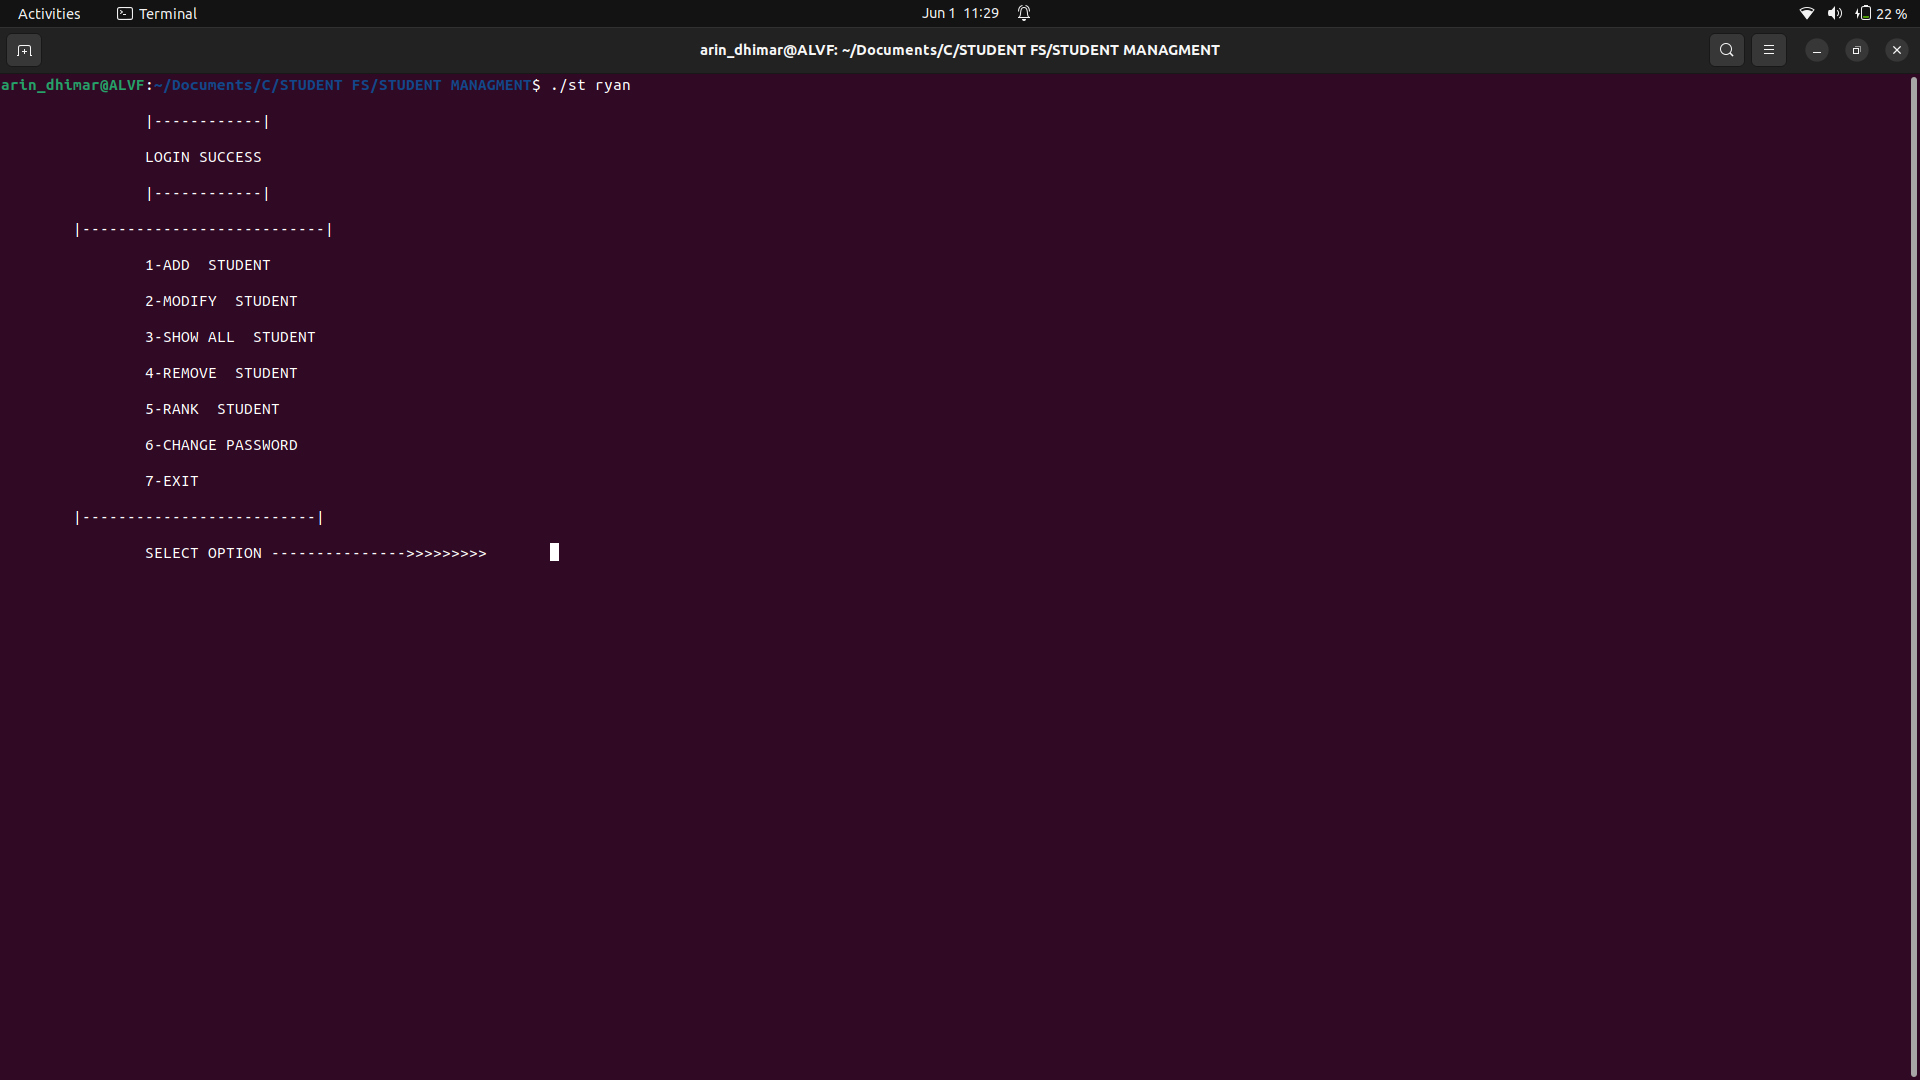 Activities Terminal Jun 1 11:29 22 %
arin_dhimar@ALVF: ~/Documents/C/STUDENT FS/STUDENT MANAGMENT
arin_dhimar@ALVF:~/Documents/C/STUDENT FS/STUDENT MANAGMENT$ ./st ryan
|------------|
LOGIN SUCCESS
|------------|
|---------------------------|
1-ADD  STUDENT
2-MODIFY  STUDENT
3-SHOW ALL  STUDENT
4-REMOVE  STUDENT
5-RANK  STUDENT
6-CHANGE PASSWORD
7-EXIT
|--------------------------|
SELECT OPTION --------------->>>>>>>>>